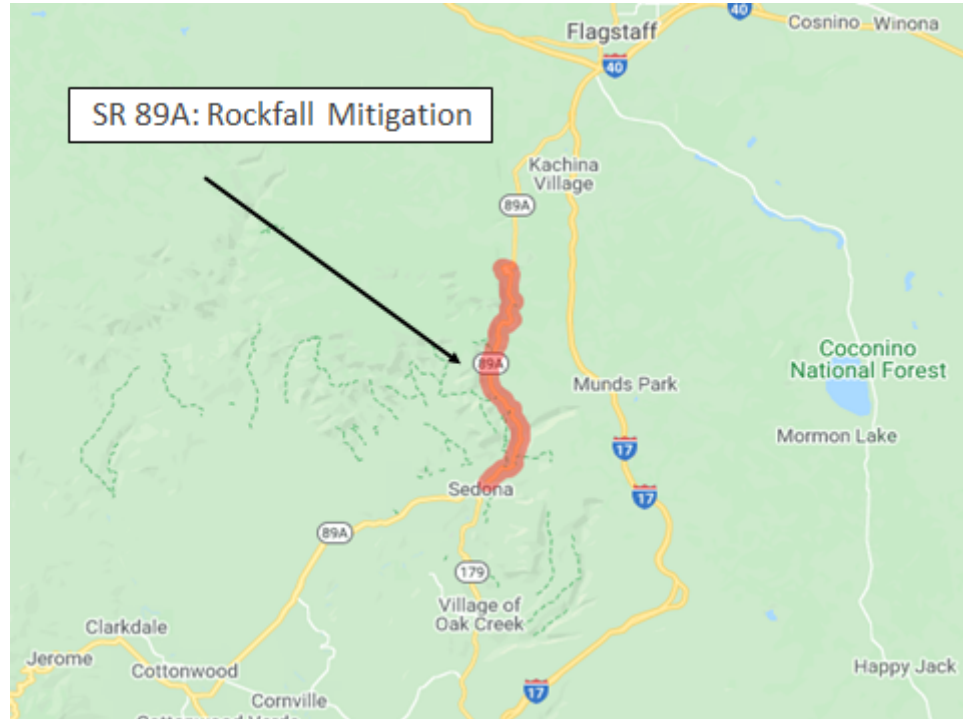 40
Cosnino
Winona
Flagstaff
40
SR 89A: Rockfall Mitigation
Kachina
Village
89A
89A
Coconino
National Forest
Munds Park
Mormon Lake
17
17
Sedona
89A
179
Village of
Oak Creek
Clarkdale
Jerome
Cottonwood
Happy Jack
Cornville
17